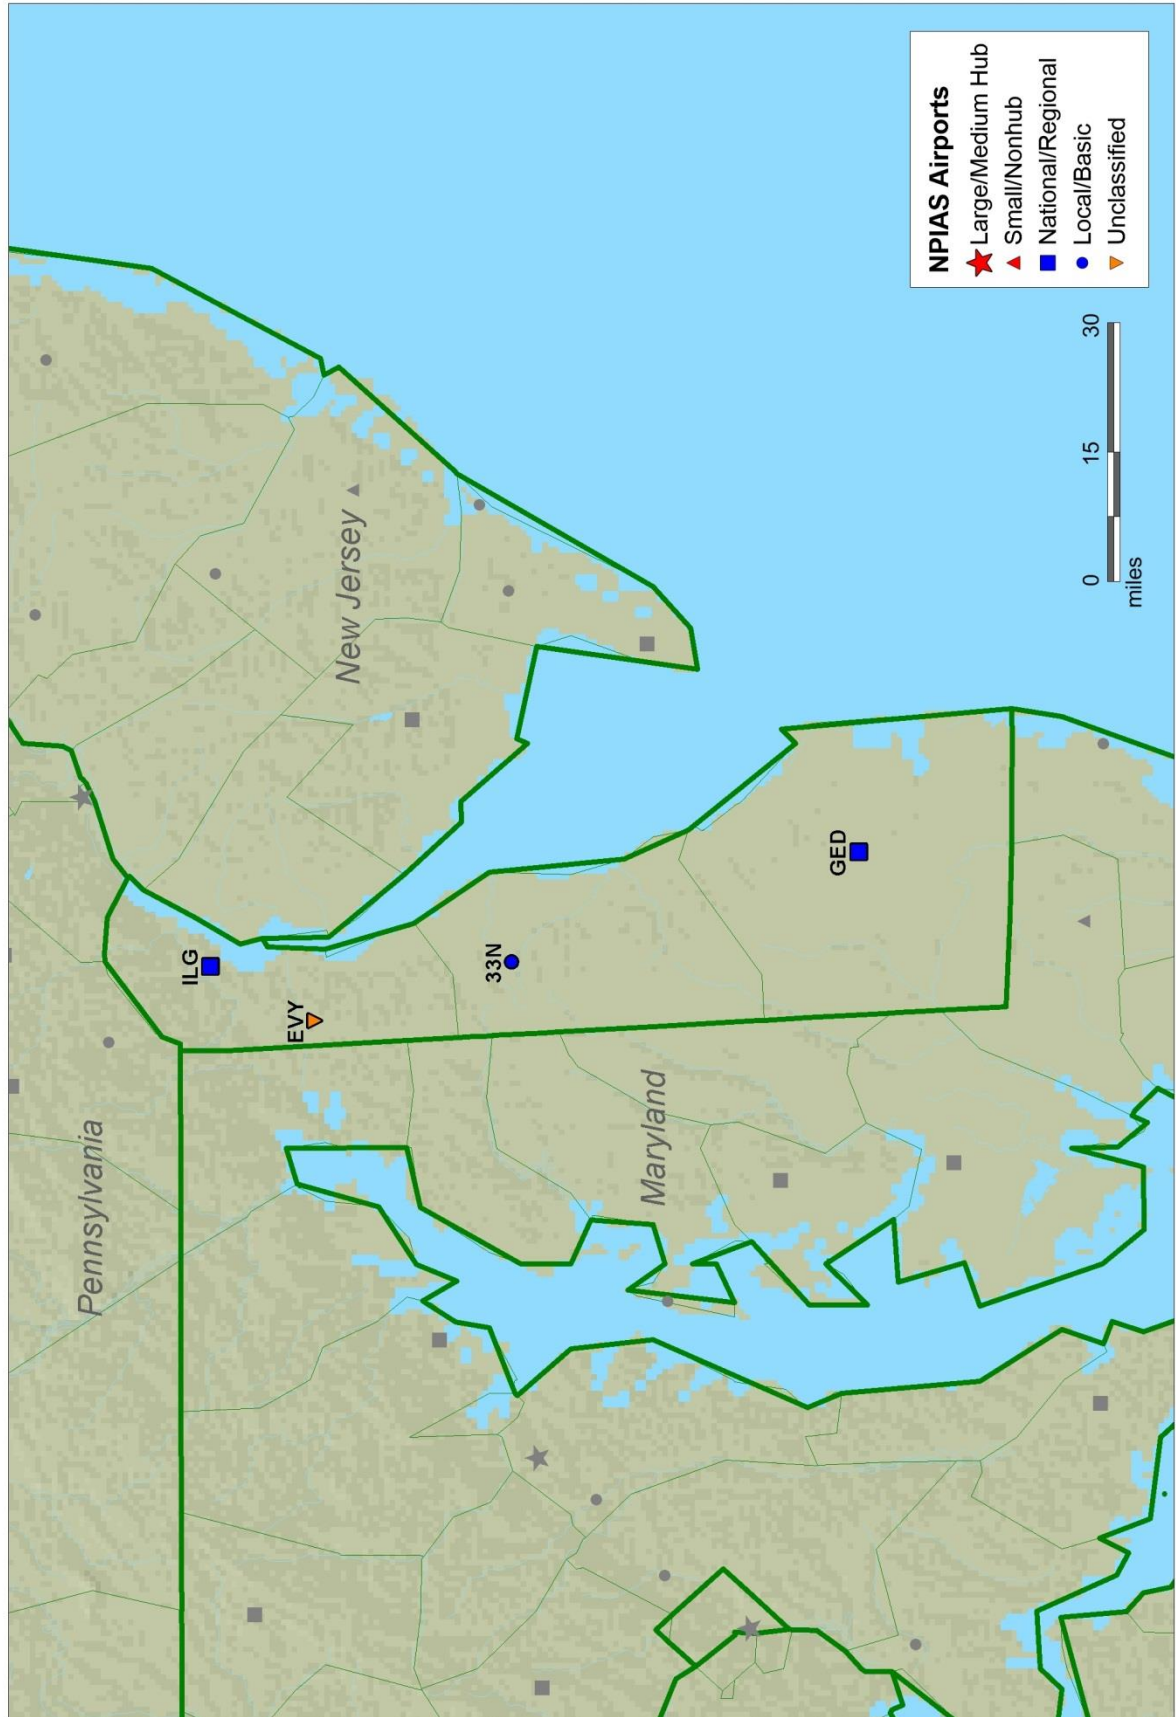 Pennsylvania
New Jersey
Maryland
ILG
EVY
33N
GED
NPIAS Airports
Large/Medium Hub
Small/Nonhub
National/Regional
Local/Basic
Unclassified
0 15 30
miles